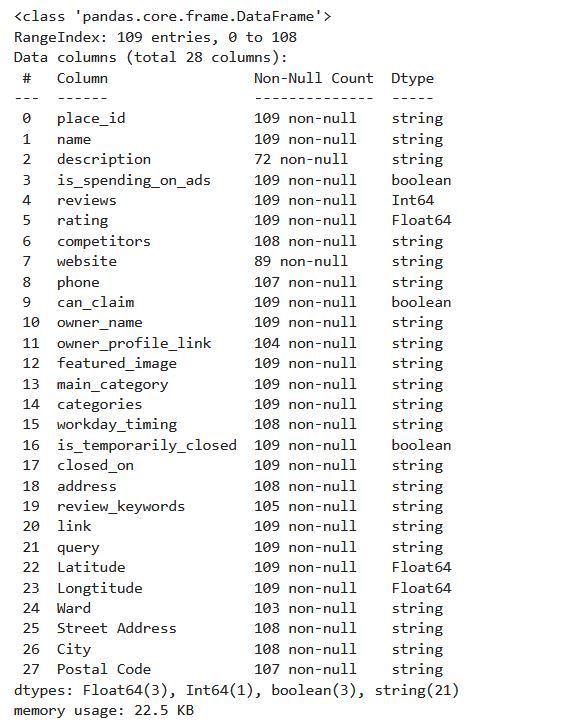 <class 'pandas.core.frame.DataFrame'>
RangeIndex: 109 entries, 0 to 108
Data columns (total 28 columns):
 #   Column                 Non-Null Count  Dtype
---  ------                 --------------  -----
 0   place_id               109 non-null    string
 1   name                   109 non-null    string
 2   description            72 non-null     string
 3   is_spending_on_ads     109 non-null    boolean
 4   reviews                109 non-null    Int64
 5   rating                 109 non-null    Float64
 6   competitors            108 non-null    string
 7   website                89 non-null     string
 8   phone                  107 non-null    string
 9   can_claim              109 non-null    boolean
 10  owner_name             109 non-null    string
 11  owner_profile_link     104 non-null    string
 12  featured_image         109 non-null    string
 13  main_category          109 non-null    string
 14  categories             109 non-null    string
 15  workday_timing         108 non-null    string
 16  is_temporarily_closed  109 non-null    boolean
 17  closed_on              109 non-null    string
 18  address                108 non-null    string
 19  review_keywords        105 non-null    string
 20  link                   109 non-null    string
 21  query                  109 non-null    string
 22  Latitude               109 non-null    Float64
 23  Longtitude             109 non-null    Float64
 24  Ward                   103 non-null    string
 25  Street Address         108 non-null    string
 26  City                   108 non-null    string
 27  Postal Code            107 non-null    string
dtypes: Float64(3), Int64(1), boolean(3), string(21)
memory usage: 22.5 KB